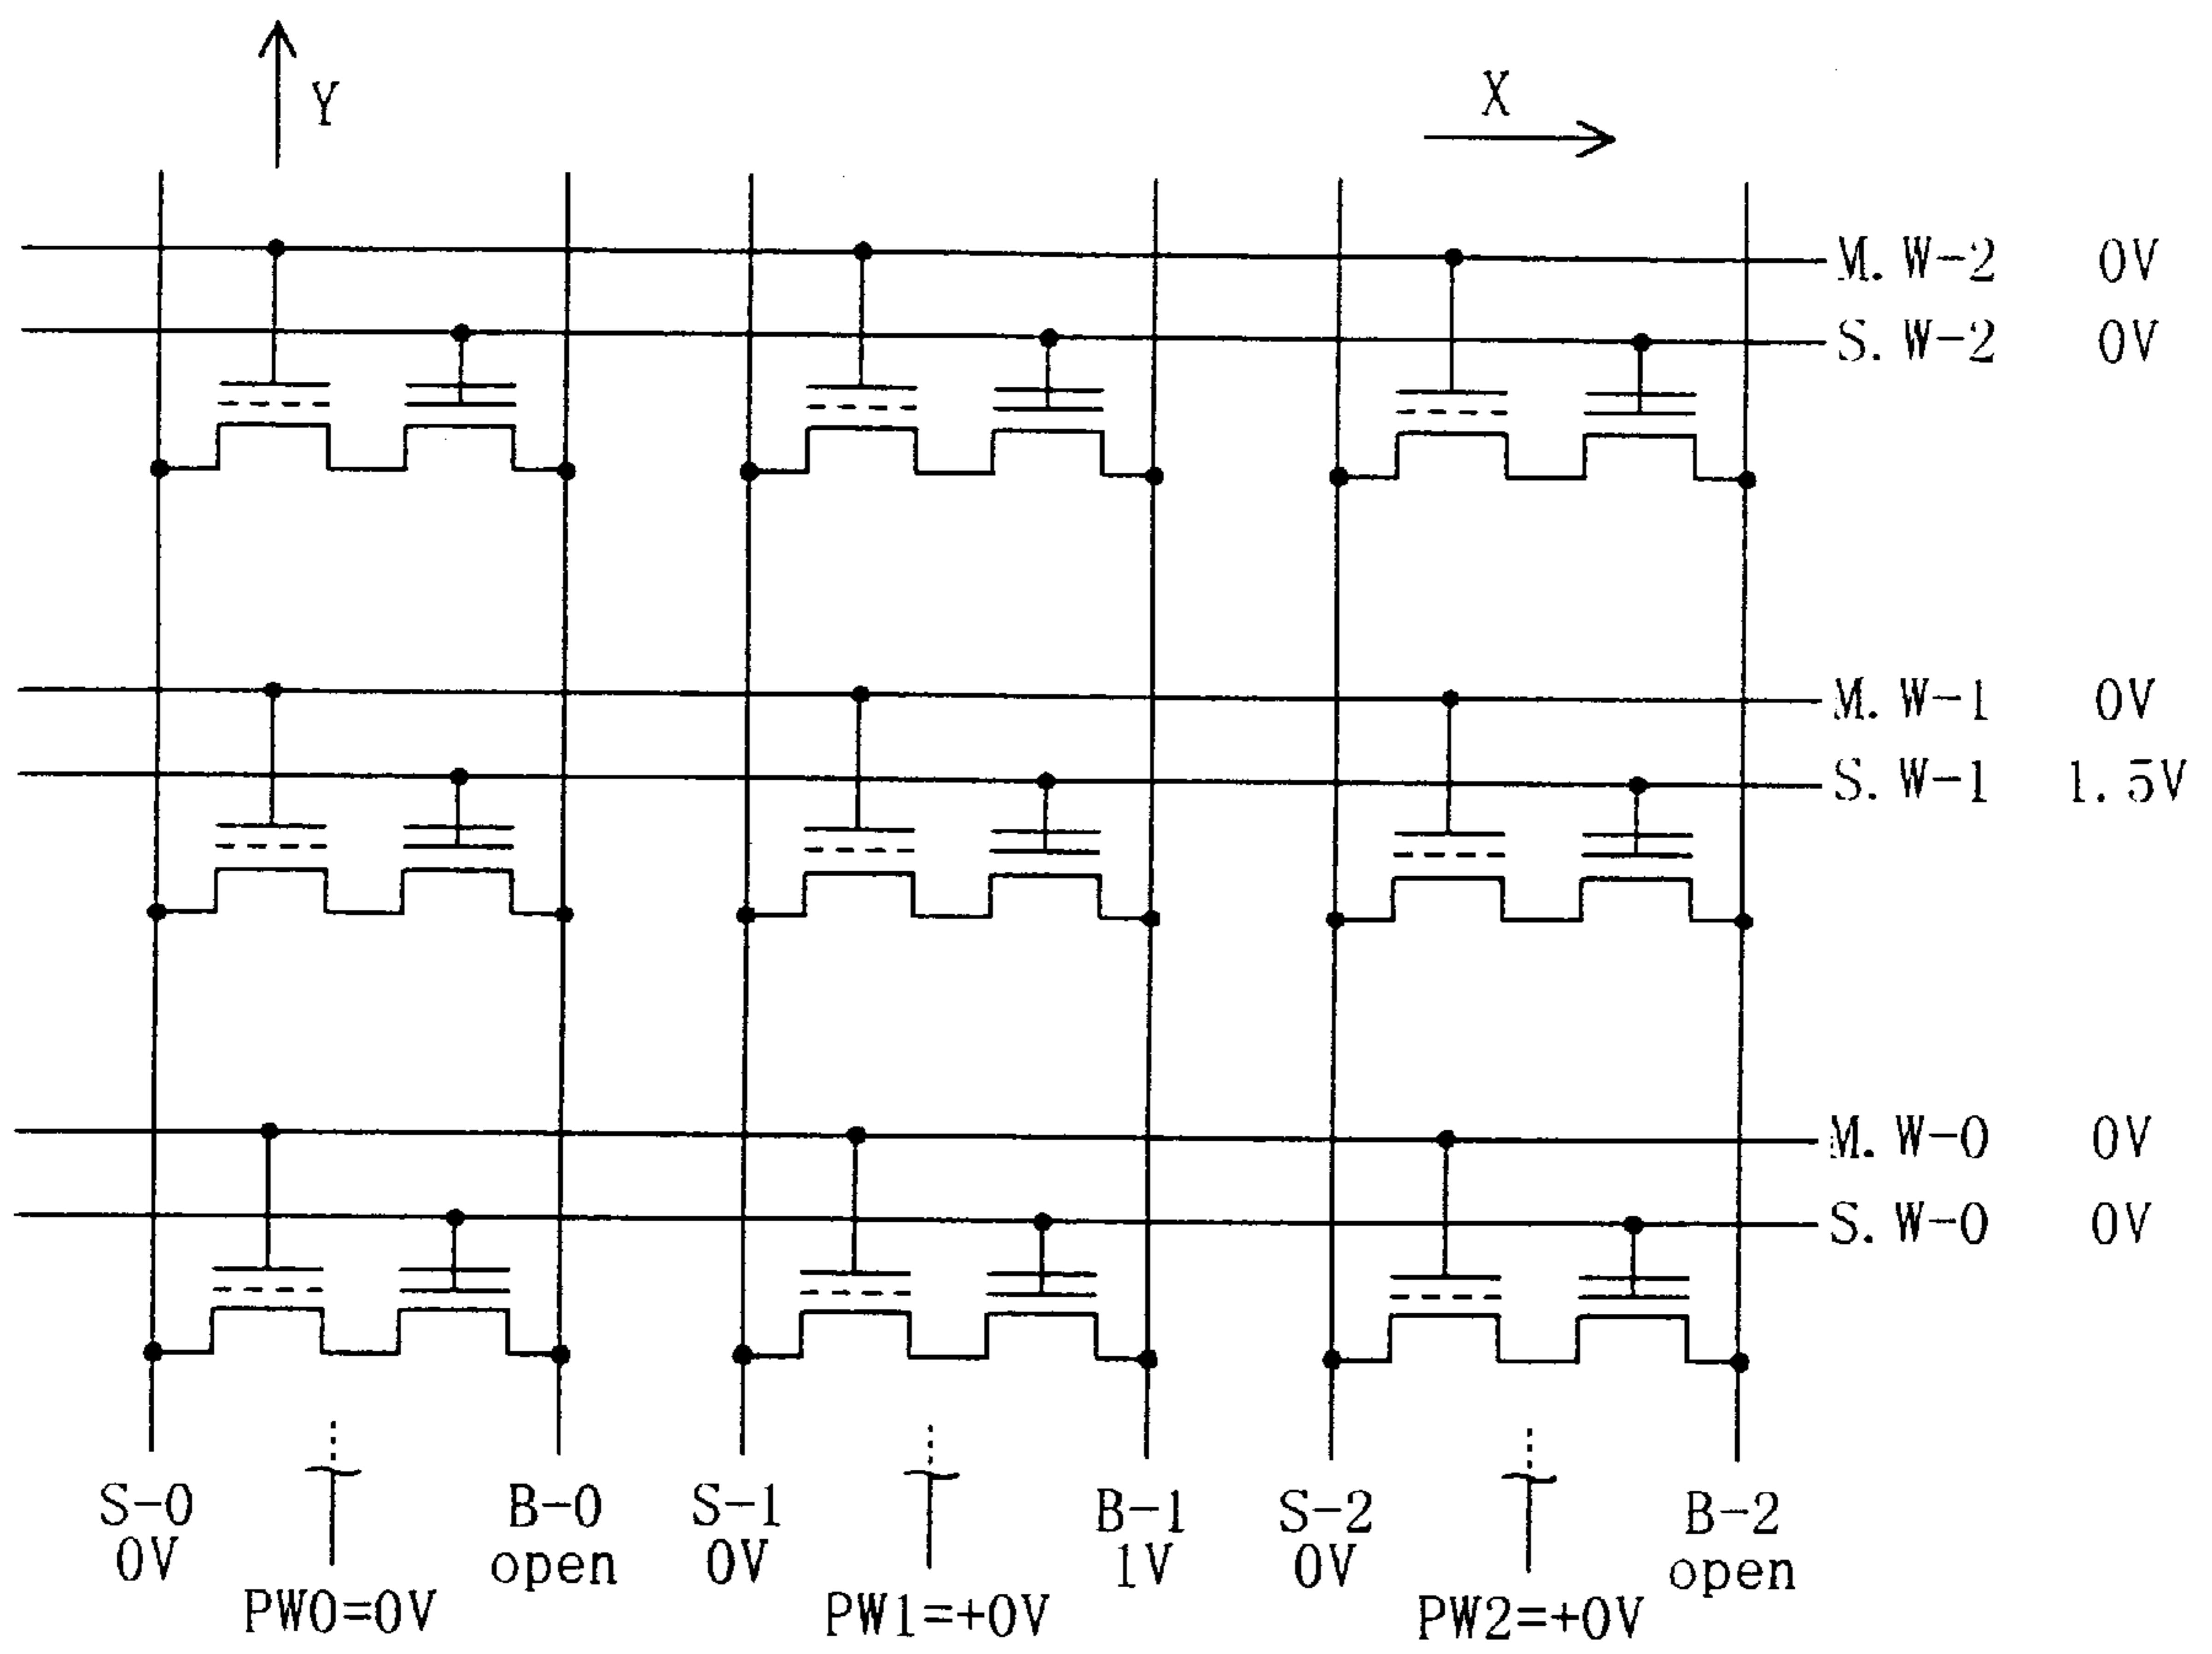 Y
X
M. W-2 0V
S. W-2 0V
M. W-1 0V
S. W-1 1.5V
M. W-0 0V
S. W-0 0V
S-0 B-0 S-1 B-1 S-2 B-2
0V open 0V 1V 0V open
PW0=0V PW1=+0V PW2=+0V